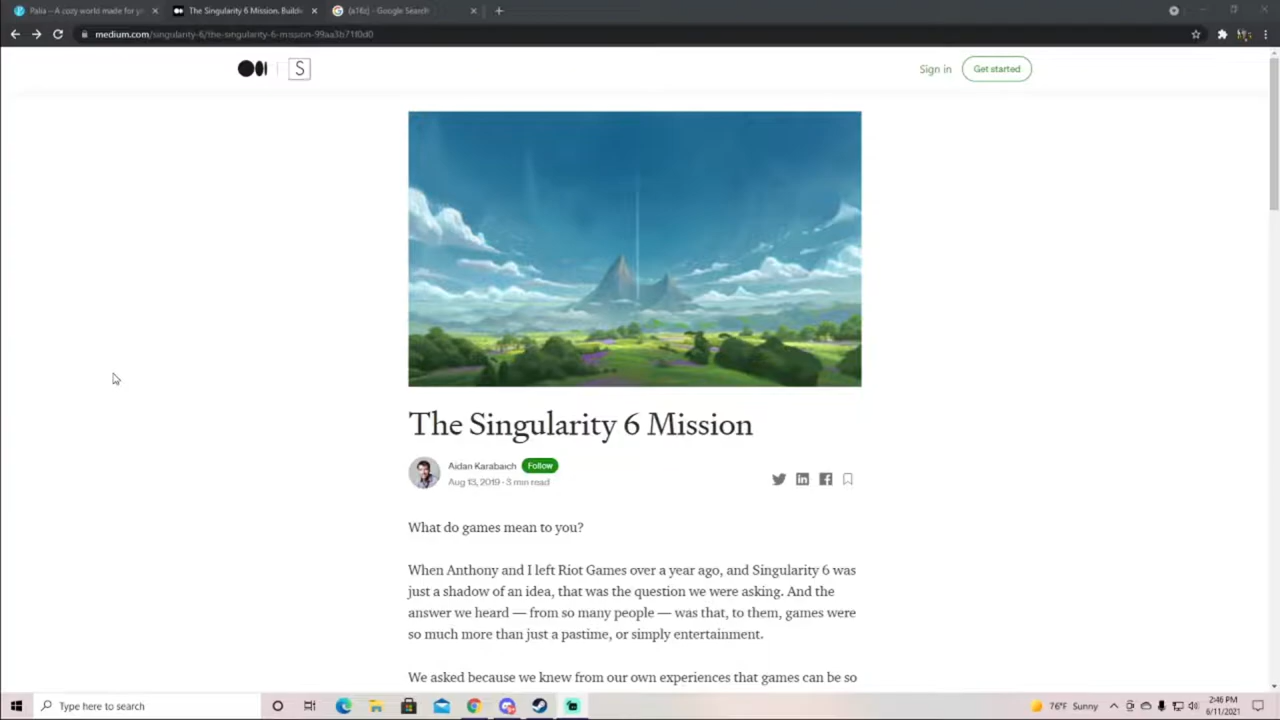 Palia – A cozy world made for yo
The Singularity 6 Mission. Buildi
(a16z) - Google Search
medium.com/singularity-6/the-singularity-6-mission-99aa3b71f0d0
S
Sign in
Get started
The Singularity 6 Mission
Aidan Karabaich
Follow
Aug 13, 2019 · 3 min read
What do games mean to you?
When Anthony and I left Riot Games over a year ago, and Singularity 6 was
just a shadow of an idea, that was the question we were asking. And the
answer we heard — from so many people — was that, to them, games were
so much more than just a pastime, or simply entertainment.
We asked because we knew from our own experiences that games can be so
Type here to search
76°F Sunny
2:46 PM
6/11/2021